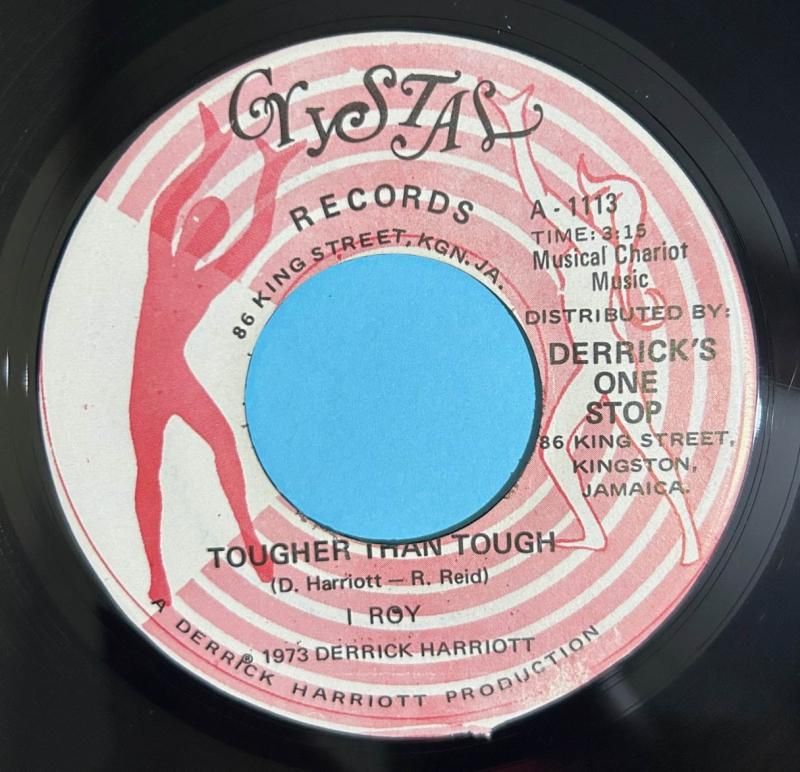 CRYSTAL
RECORDS
86 KING STREET, KGN. JA.
A - 1113
TIME: 3:15
Musical Chariot
Music
DISTRIBUTED BY:
DERRICK'S
ONE
STOP
86 KING STREET,
KINGSTON,
JAMAICA.
TOUGHER THAN TOUGH
(D. Harriott — R. Reid)
I ROY
℗ 1973 DERRICK HARRIOTT
A DERRICK HARRIOTT PRODUCTION